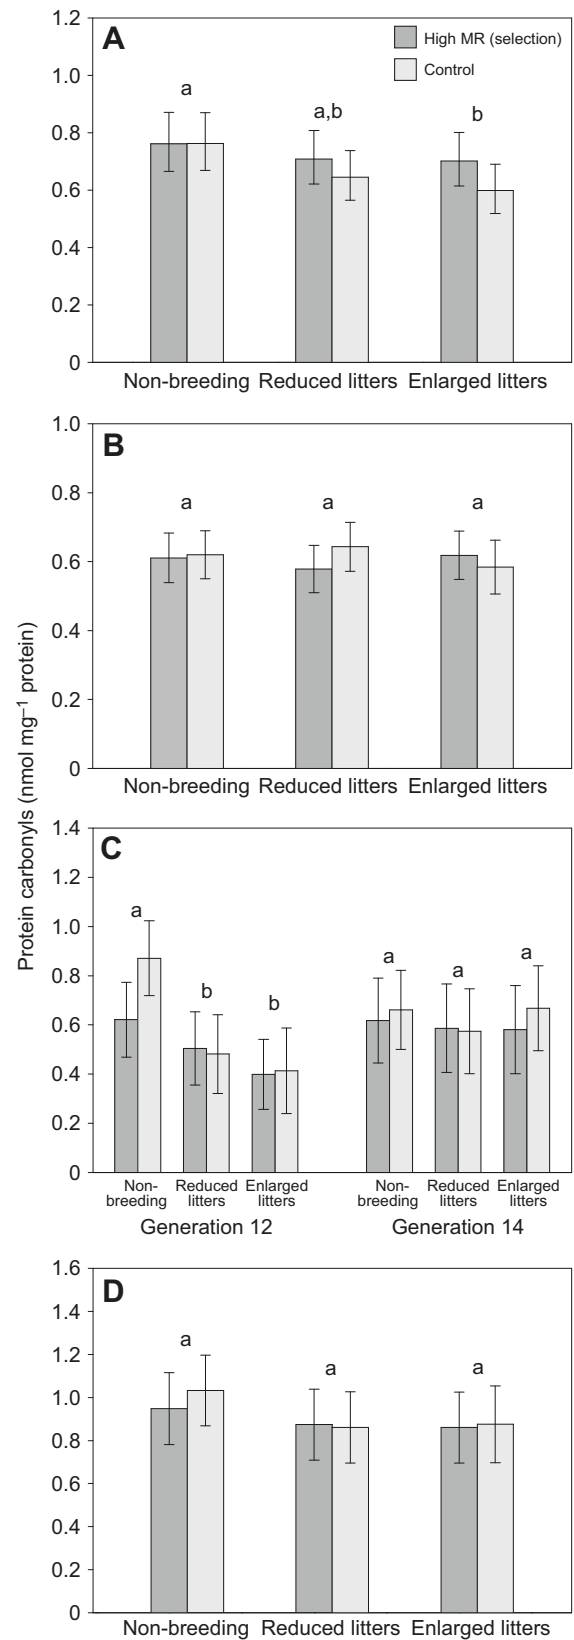 Protein carbonyls (nmol mg⁻¹ protein)
A
High MR (selection)
Control
1.2
1.0
0.8
0.6
0.4
0.2
0
a
a,b
b
Non-breeding Reduced litters Enlarged litters
B
1.0
0.8
0.6
0.4
0.2
0
a
a
a
Non-breeding Reduced litters Enlarged litters
C
1.4
1.2
1.0
0.8
0.6
0.4
0.2
0
a
b
b
a
a
a
Non-
breeding
Reduced
litters
Enlarged
litters
Non-
breeding
Reduced
litters
Enlarged
litters
Generation 12
Generation 14
D
1.6
1.4
1.2
1.0
0.8
0.6
0.4
0.2
0
a
a
a
Non-breeding Reduced litters Enlarged litters